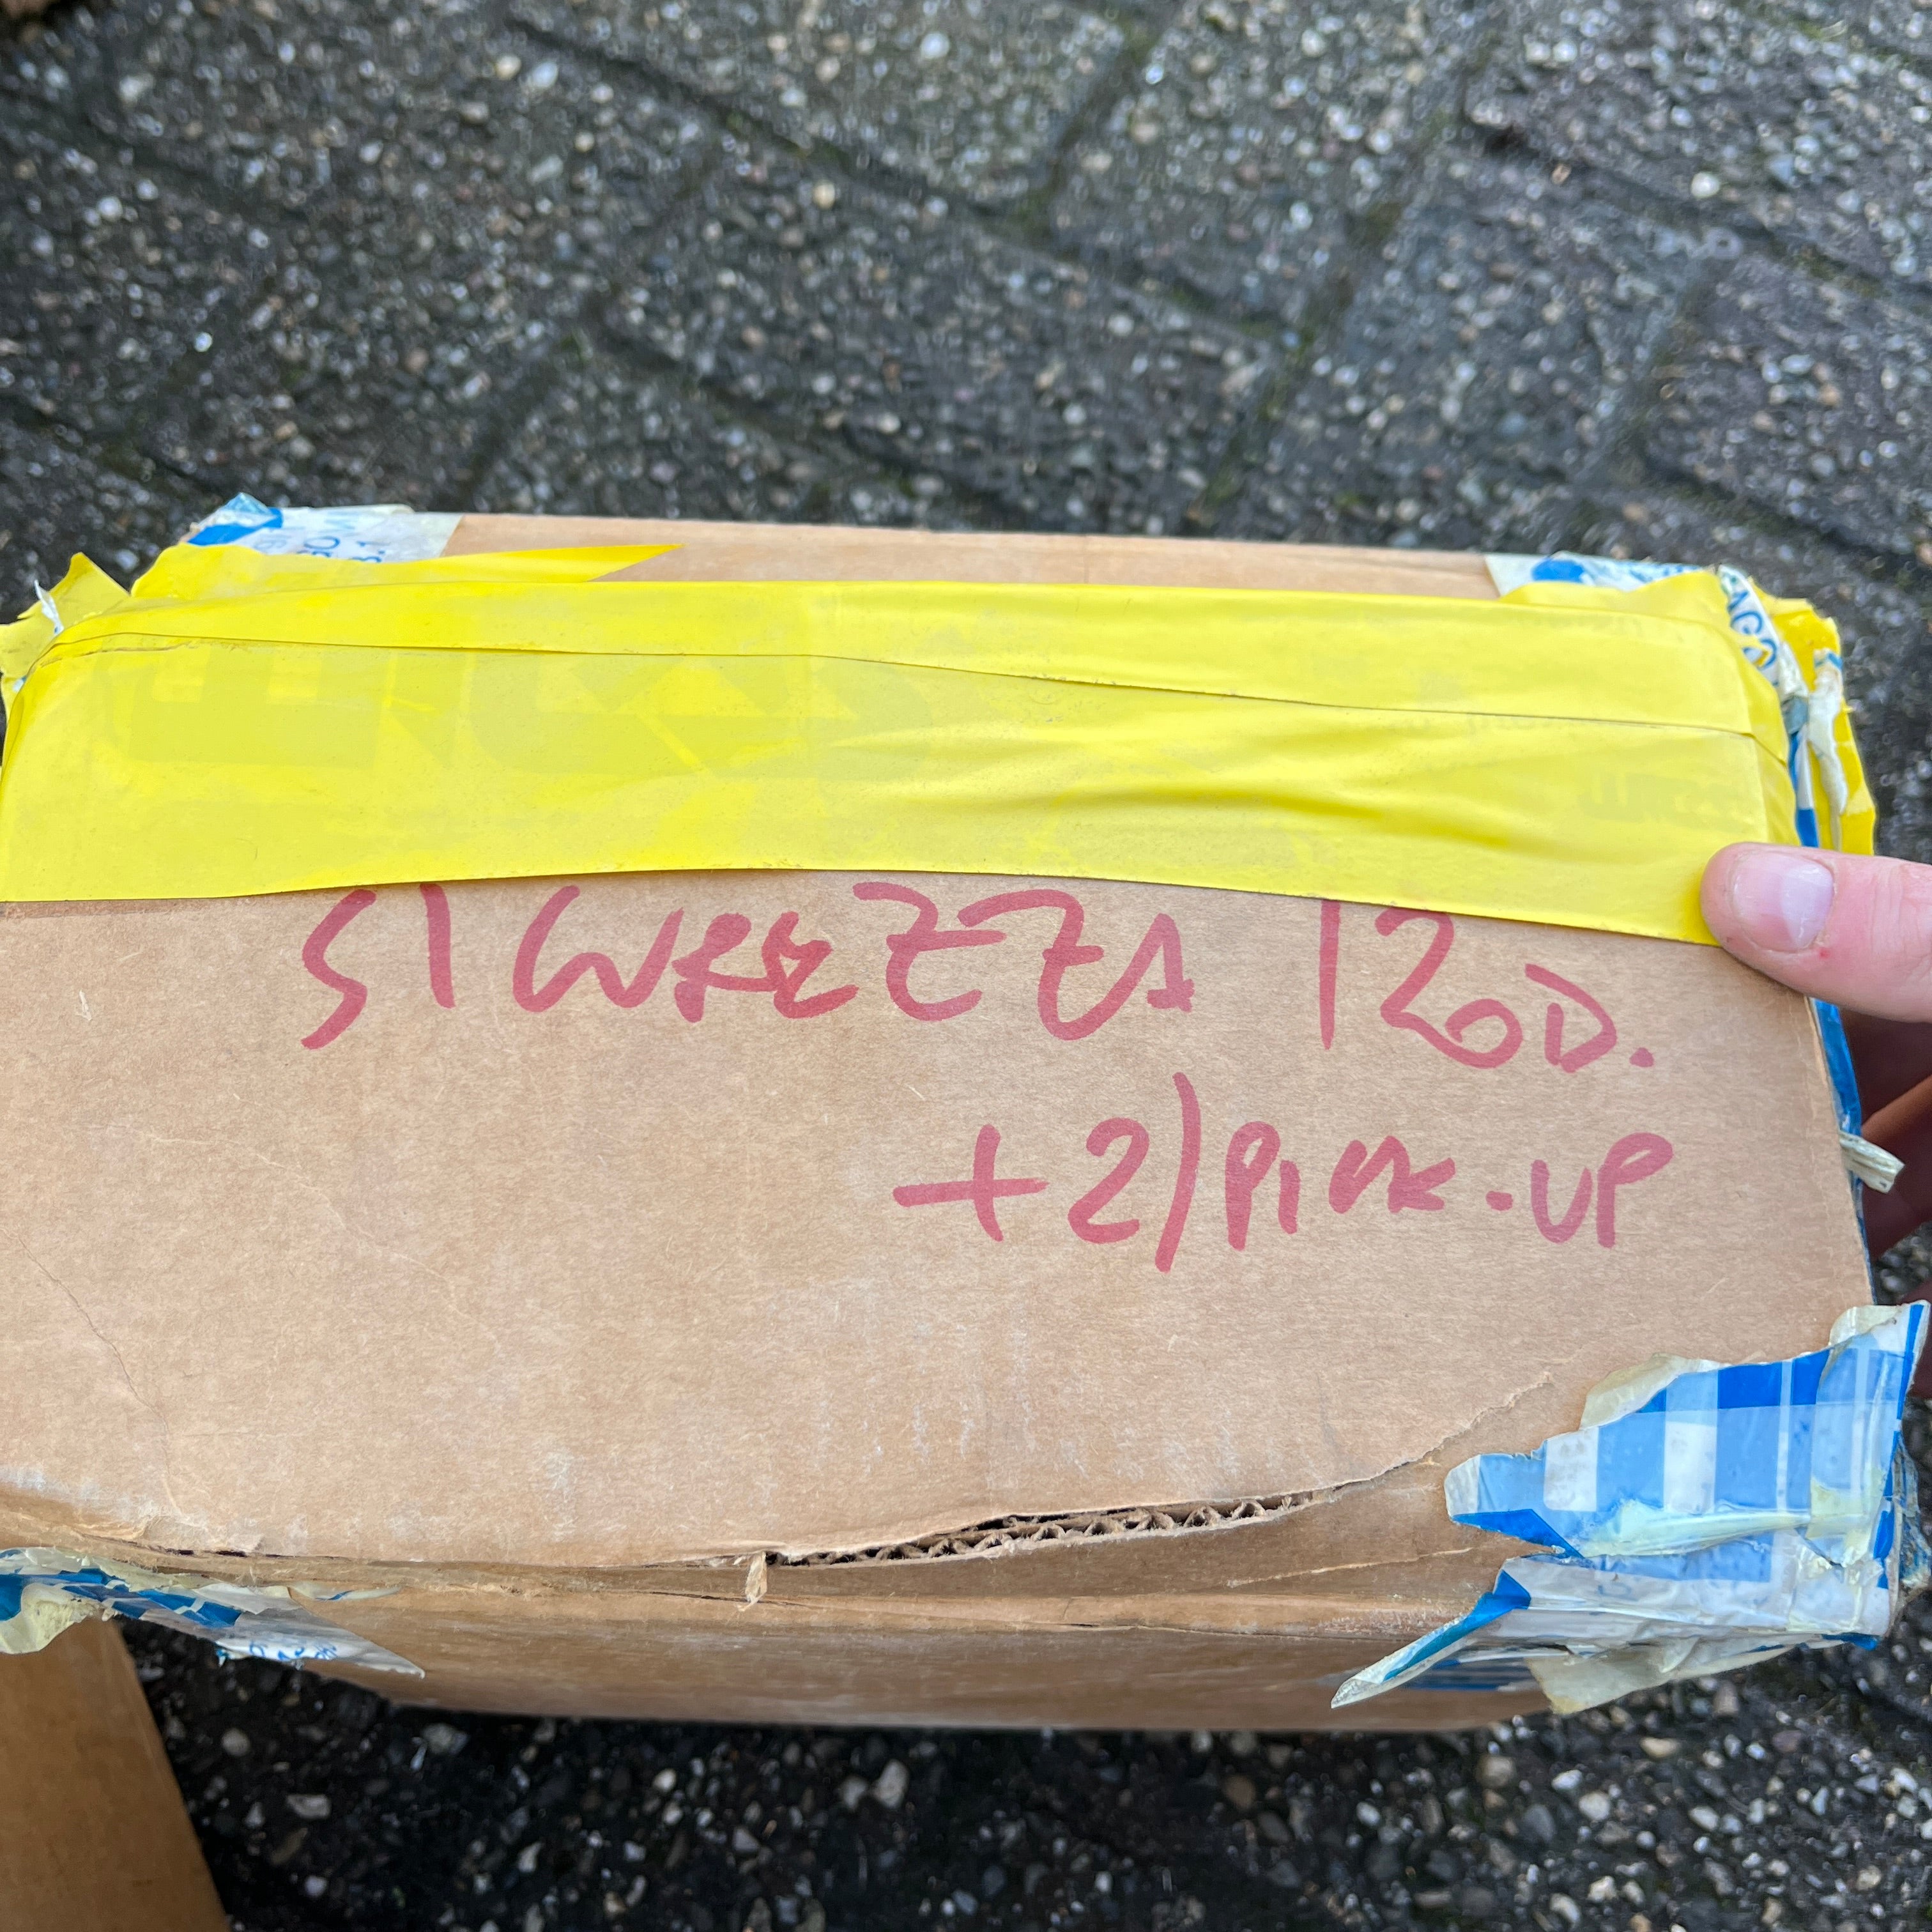 SICUREZZA 120D.
+2) PICK-UP